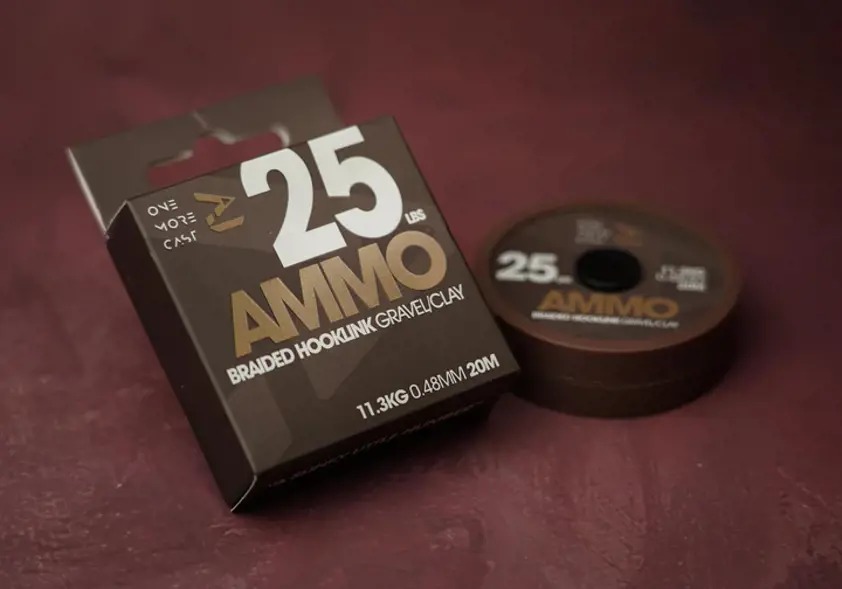 ONE
MORE
CAST
25
LBS
AMMO
BRAIDED HOOKLINK GRAVEL/CLAY
11.3KG 0.48MM 20M
25
AMMO
BRAIDED HOOKLINK GRAVEL/CLAY